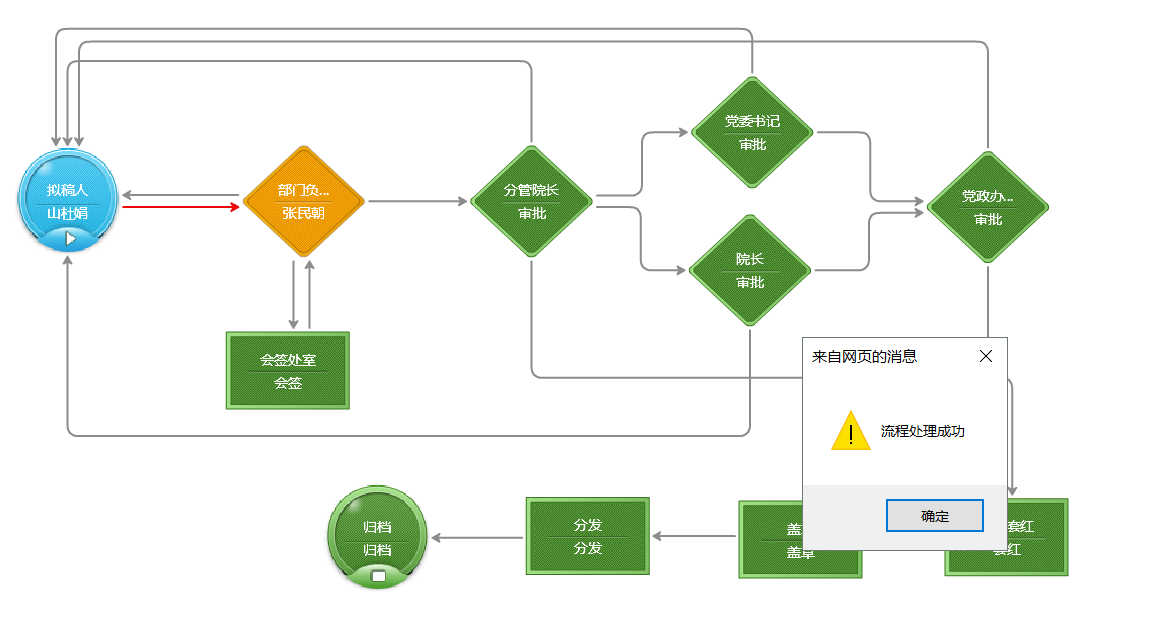 党委书记
审批
拟稿人
山杜娟
部门负...
张民朝
分管院长
审批
党政办...
审批
院长
审批
会签处室
会签
来自网页的消息
流程处理成功
确定
归档
归档
分发
分发
盖
盖章
套红
套红